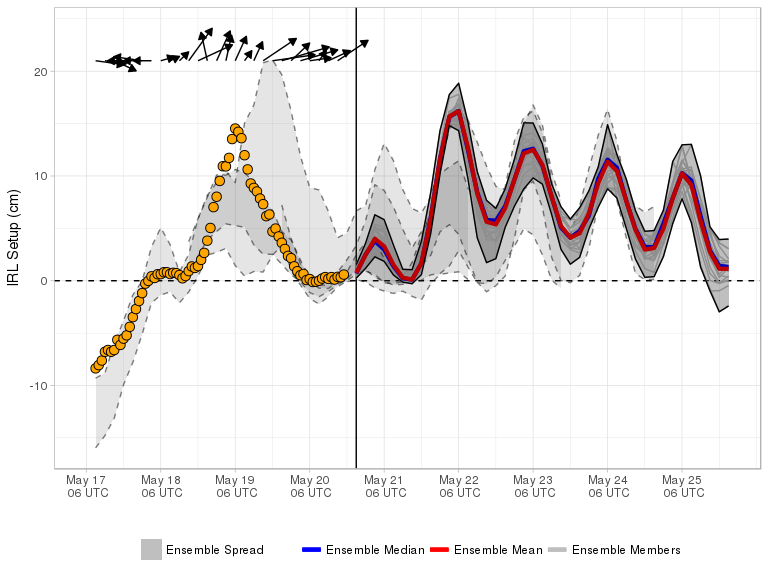 IRL Setup (cm)
20
10
0
-10
May 17 May 18 May 19 May 20 May 21 May 22 May 23 May 24 May 25
06 UTC 06 UTC 06 UTC 06 UTC 06 UTC 06 UTC 06 UTC 06 UTC 06 UTC
Ensemble Spread Ensemble Median Ensemble Mean Ensemble Members